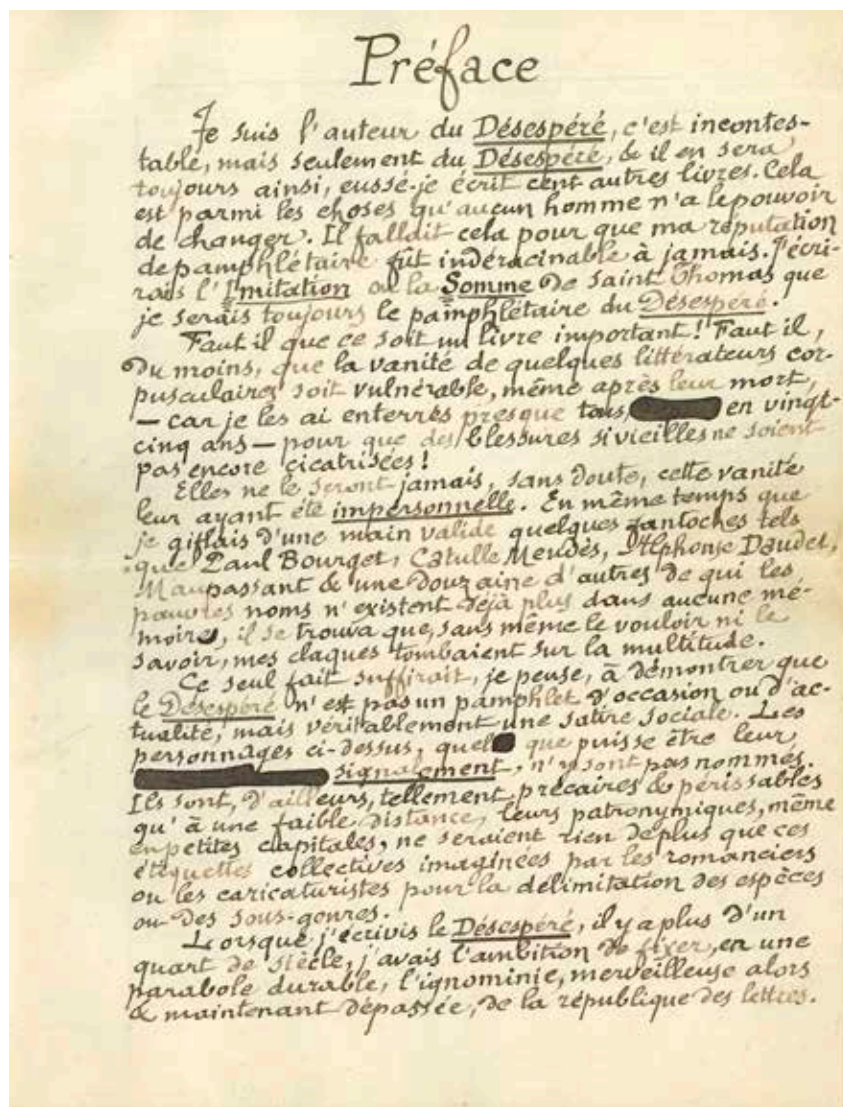 Préface
Je suis l'auteur du Désespéré, c'est incontes-
table, mais seulement du Désespéré, & il en sera
toujours ainsi, eussé-je écrit cent autres livres. Cela
est parmi les choses qu'aucun homme n'a le pouvoir
de changer. Il fallait cela pour que ma réputation
de pamphlétaire fût indéracinable à jamais. J'écri-
rais l'Imitation ou la Somme de Saint Thomas que
je serais toujours le pamphlétaire du Désespéré.
Faut il que ce soit un livre important! Faut il,
du moins, que la vanité de quelques littérateurs cor-
pusculaires soit vulnérable, même après leur mort,
— car je les ai enterrés presque tous, en vingt-
cinq ans — pour que des blessures si vieilles ne soient
pas encore cicatrisées!
Elles ne le seront jamais, sans doute, cette vanité
leur ayant été impersonnelle. En même temps que
je giflais d'une main valide quelques fantoches tels
que Paul Bourget, Catulle Mendès, Alphonse Daudet,
Maupassant & une douzaine d'autres de qui les
pauvres noms n'existent déjà plus dans aucune mé-
moire, il se trouva que, sans même le vouloir ni le
savoir, mes claques tombaient sur la multitude.
Ce seul fait suffirait, je pense, à démontrer que
le Désespéré n'est pas un pamphlet d'occasion ou d'ac-
tualité, mais véritablement une satire sociale. Les
personnages ci-dessus, quel que puisse être leur
signalement, n'y sont pas nommés.
Ils sont, d'ailleurs, tellement précaires & périssables
qu'à une faible distance, leurs patronymiques, même
en petites capitales, ne seraient rien de plus que ces
étiquettes collectives imaginées par les romanciers
ou les caricaturistes pour la délimitation des espèces
ou des sous-genres.
Lorsque j'écrivis le Désespéré, il y a plus d'un
quart de siècle, j'avais l'ambition de fixer, en une
parabole durable, l'ignominie, merveilleuse alors
& maintenant dépassée, de la république des lettres.